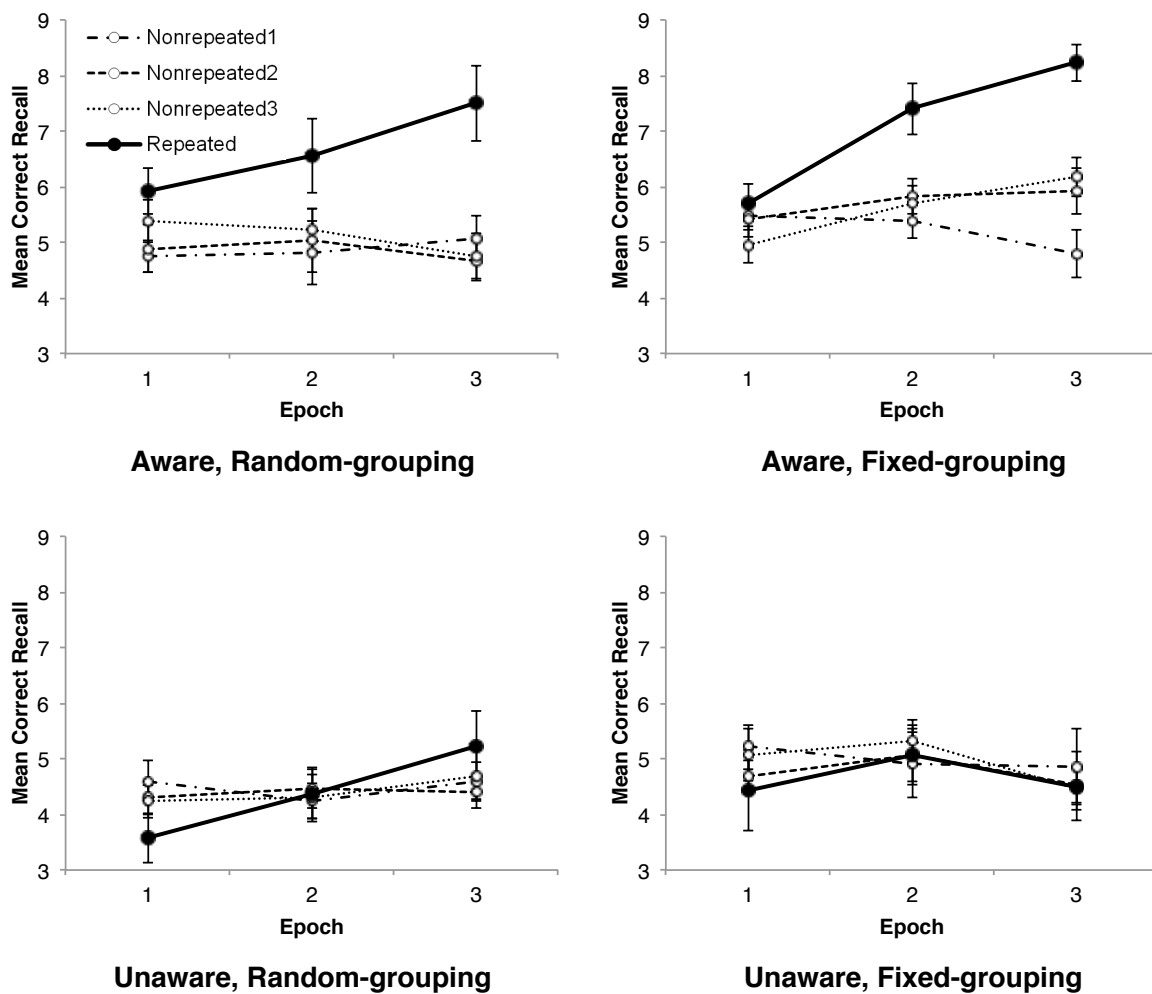 9
8
7
6
5
4
3
Mean Correct Recall
Nonrepeated1
Nonrepeated2
Nonrepeated3
Repeated
1 2 3
Epoch
Aware, Random-grouping
9
8
7
6
5
4
3
Mean Correct Recall
1 2 3
Epoch
Aware, Fixed-grouping
9
8
7
6
5
4
3
Mean Correct Recall
1 2 3
Epoch
Unaware, Random-grouping
9
8
7
6
5
4
3
Mean Correct Recall
1 2 3
Epoch
Unaware, Fixed-grouping